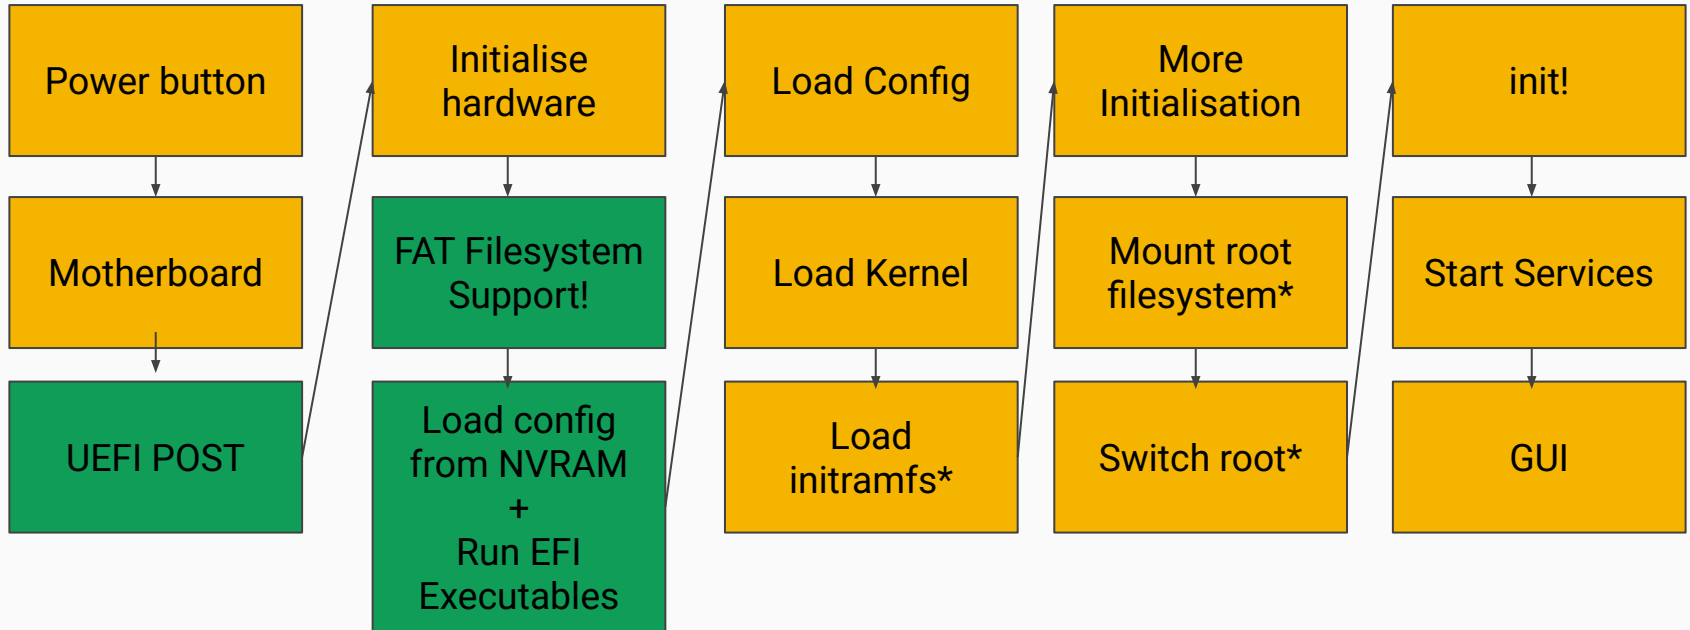 Power button
Motherboard
UEFI POST
Initialise
hardware
FAT Filesystem
Support!
Load config
from NVRAM
+
Run EFI
Executables
Load Config
Load Kernel
Load
initramfs*
More
Initialisation
Mount root
filesystem*
Switch root*
init!
Start Services
GUI